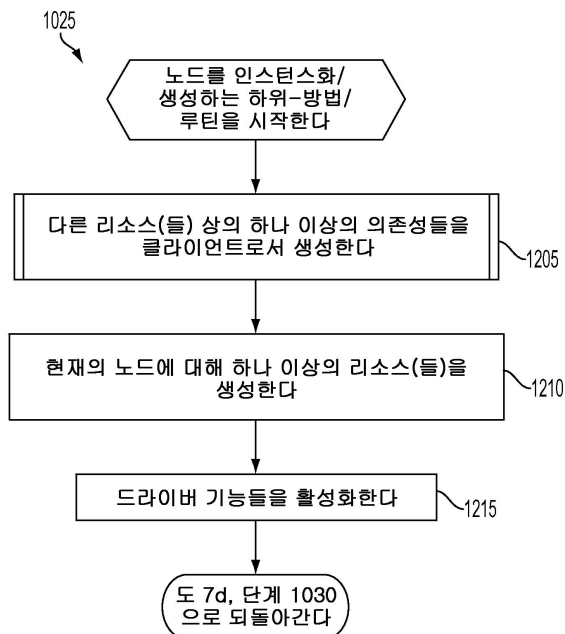 1025
노드를 인스턴스화/
생성하는 하위-방법/
루틴을 시작한다
다른 리소스(들) 상의 하나 이상의 의존성들을
클라이언트로서 생성한다
1205
현재의 노드에 대해 하나 이상의 리소스(들)을
생성한다
1210
드라이버 기능들을 활성화한다
1215
도 7d, 단계 1030
으로 되돌아간다